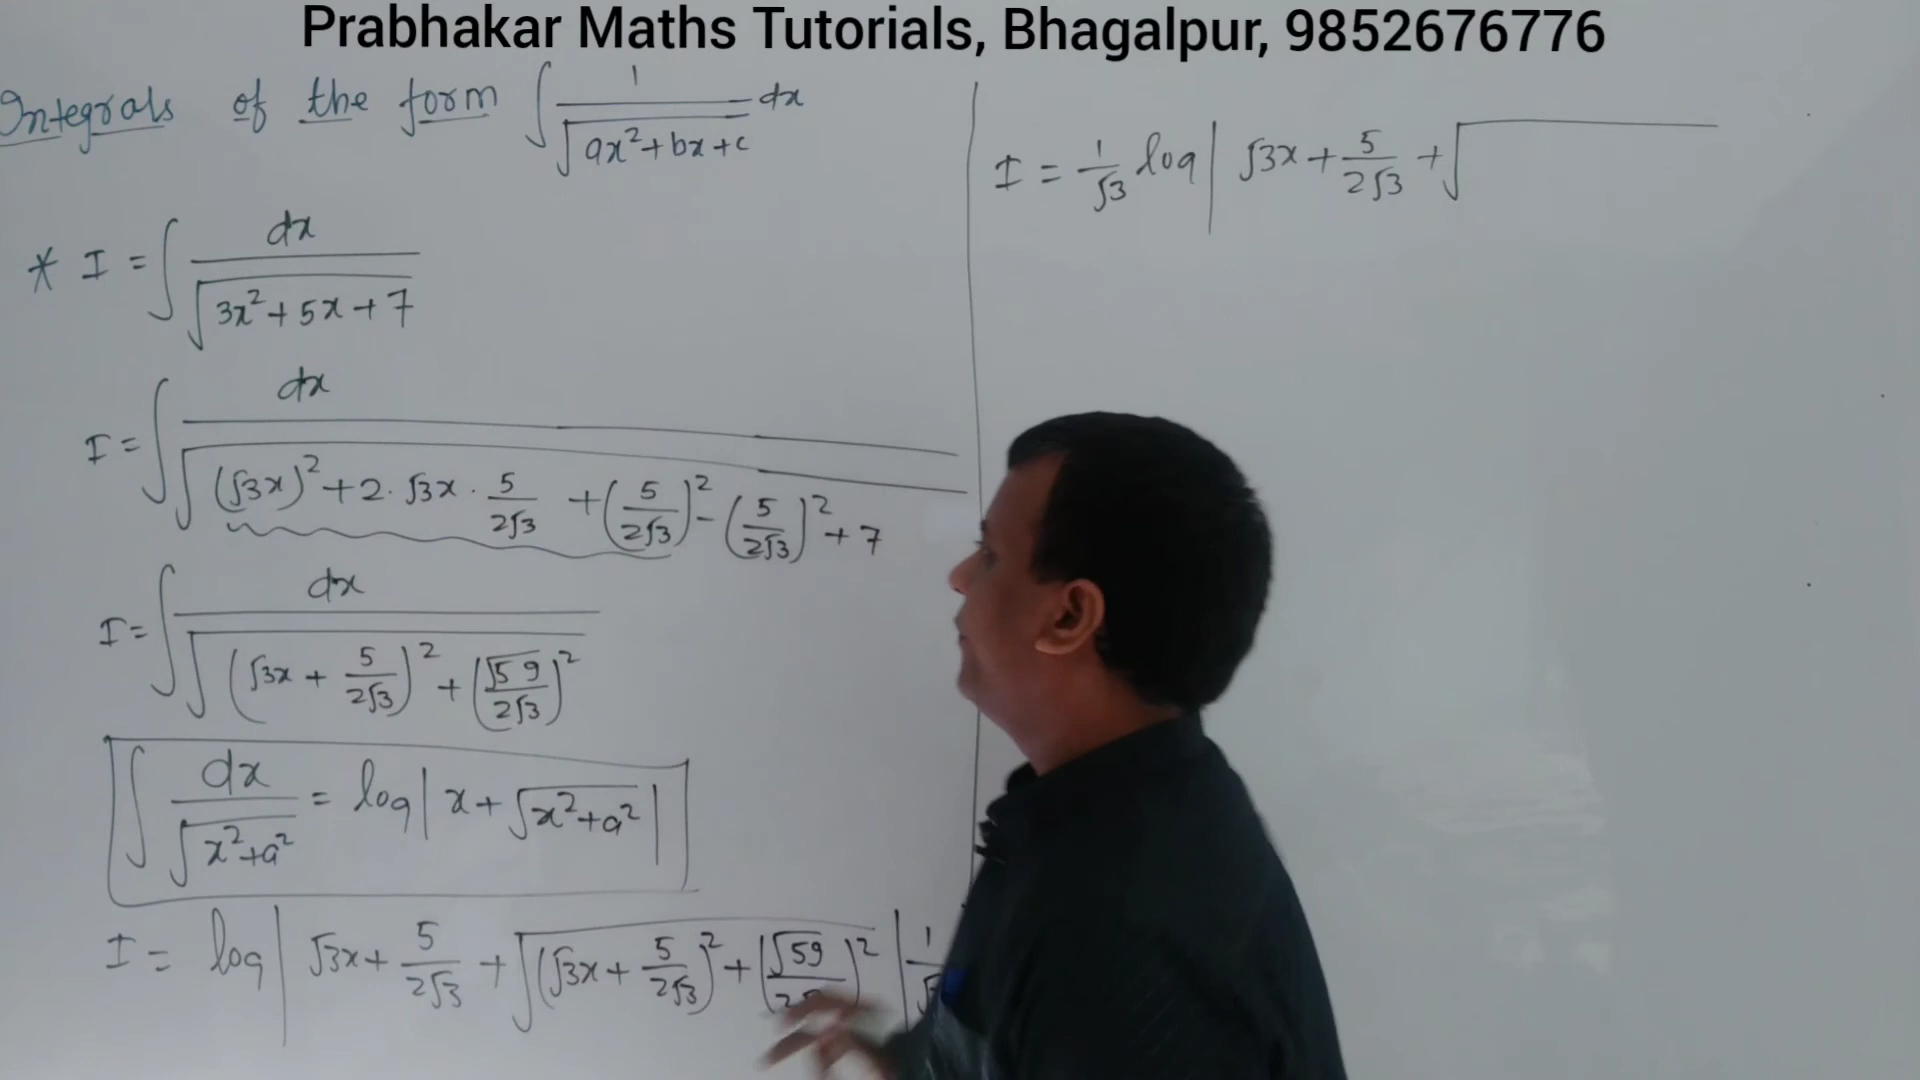 Prabhakar Maths Tutorials, Bhagalpur, 9852676776
Integrals of the form ∫ 1/√(ax²+bx+c) dx
* I = ∫ dx/√(3x²+5x+7)
I = ∫ dx/√((√3x)²+2·√3x·5/(2√3) + (5/(2√3))² - (5/(2√3))² + 7)
I = ∫ dx/√((√3x + 5/(2√3))² + (√59/(2√3))²)
∫ dx/√(x²+a²) = log|x+√(x²+a²)|
I = log|√3x + 5/(2√3) + √((√3x + 5/(2√3))² + (√59/2)²)| 1/√
I = 1/√3 log|√3x + 5/(2√3) + √